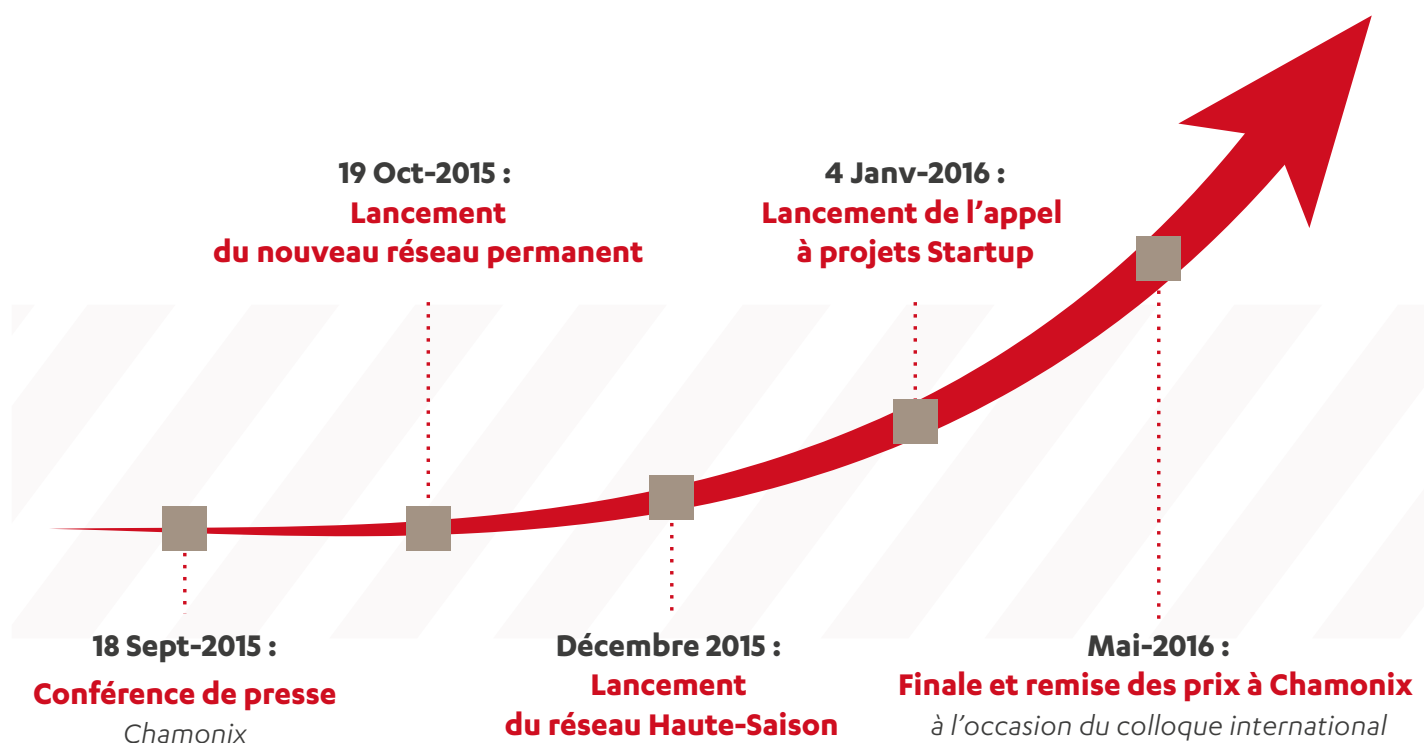 19 Oct-2015 :
Lancement
du nouveau réseau permanent
4 Janv-2016 :
Lancement de l'appel
à projets Startup
18 Sept-2015 :
Conférence de presse
Chamonix
Décembre 2015 :
Lancement
du réseau Haute-Saison
Mai-2016 :
Finale et remise des prix à Chamonix
à l'occasion du colloque international